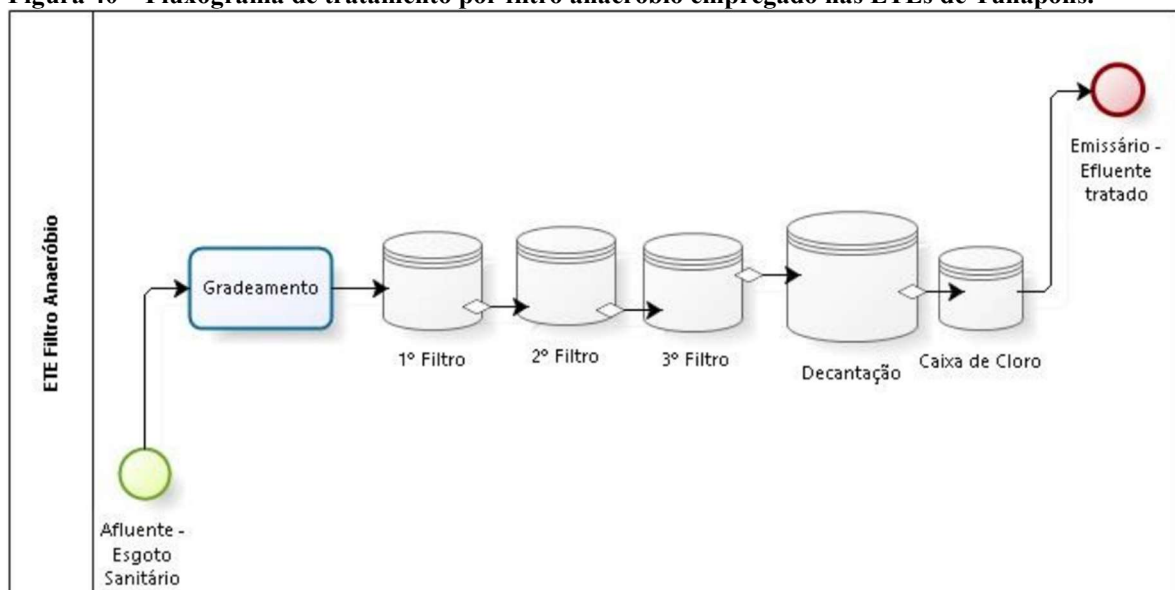 Figura 40 – Fluxograma de tratamento por filtro anaeróbio empregado nas ETEs de Tunápolis.
ETE Filtro Anaeróbio
Gradeamento
1º Filtro
2º Filtro
3º Filtro
Decantação
Caixa de Cloro
Emissário -
Efluente
tratado
Afluente -
Esgoto
Sanitário